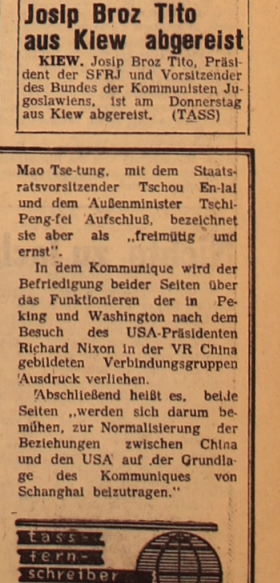 Josip Broz Tito
aus Kiew abgereist
KIEW. Josip Broz Tito, Präsi-
dent der SFRJ und Vorsitzender
des Bundes der Kommunisten Ju-
goslawiens, ist am Donnerstag
aus Kiew abgereist. (TASS)
Mao Tse-tung, mit dem Staats-
ratsvorsitzender Tschou En-lai
und dem Außenminister Tschi-
Peng-fei Aufschluß, bezeichnet
sie aber als „freimütig und
ernst".
In dem Kommunique wird der
Befriedigung beider Seiten über
das Funktionieren der in Pe-
king und Washington nach dem
Besuch des USA-Präsidenten
Richard Nixon in der VR China
gebildeten Verbindungsgruppen
Ausdruck verliehen.
Abschließend heißt es, beide
Seiten „werden sich darum be-
mühen, zur Normalisierung der
Beziehungen zwischen China
und den USA auf der Grundla-
ge des Kommuniques von
Schanghai beizutragen."
tass-
fern-
schreiber